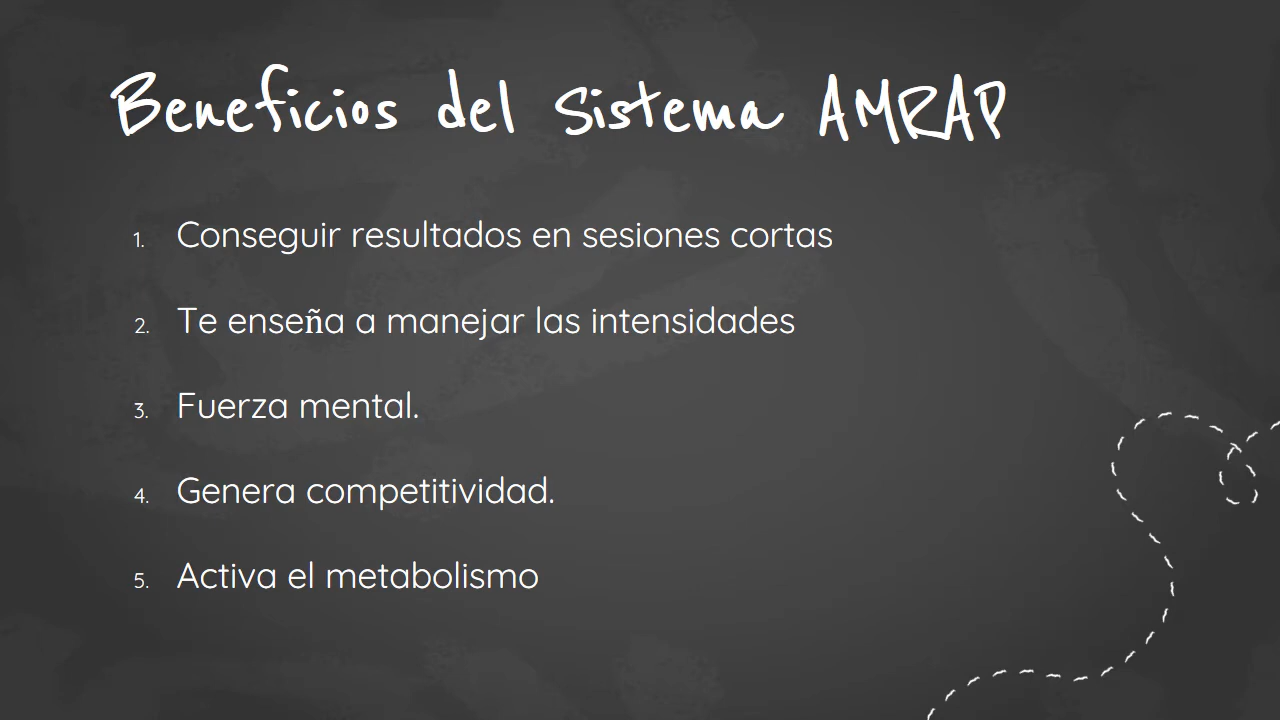 Beneficios del Sistema AMRAP
1. Conseguir resultados en sesiones cortas
2. Te enseña a manejar las intensidades
3. Fuerza mental.
4. Genera competitividad.
5. Activa el metabolismo